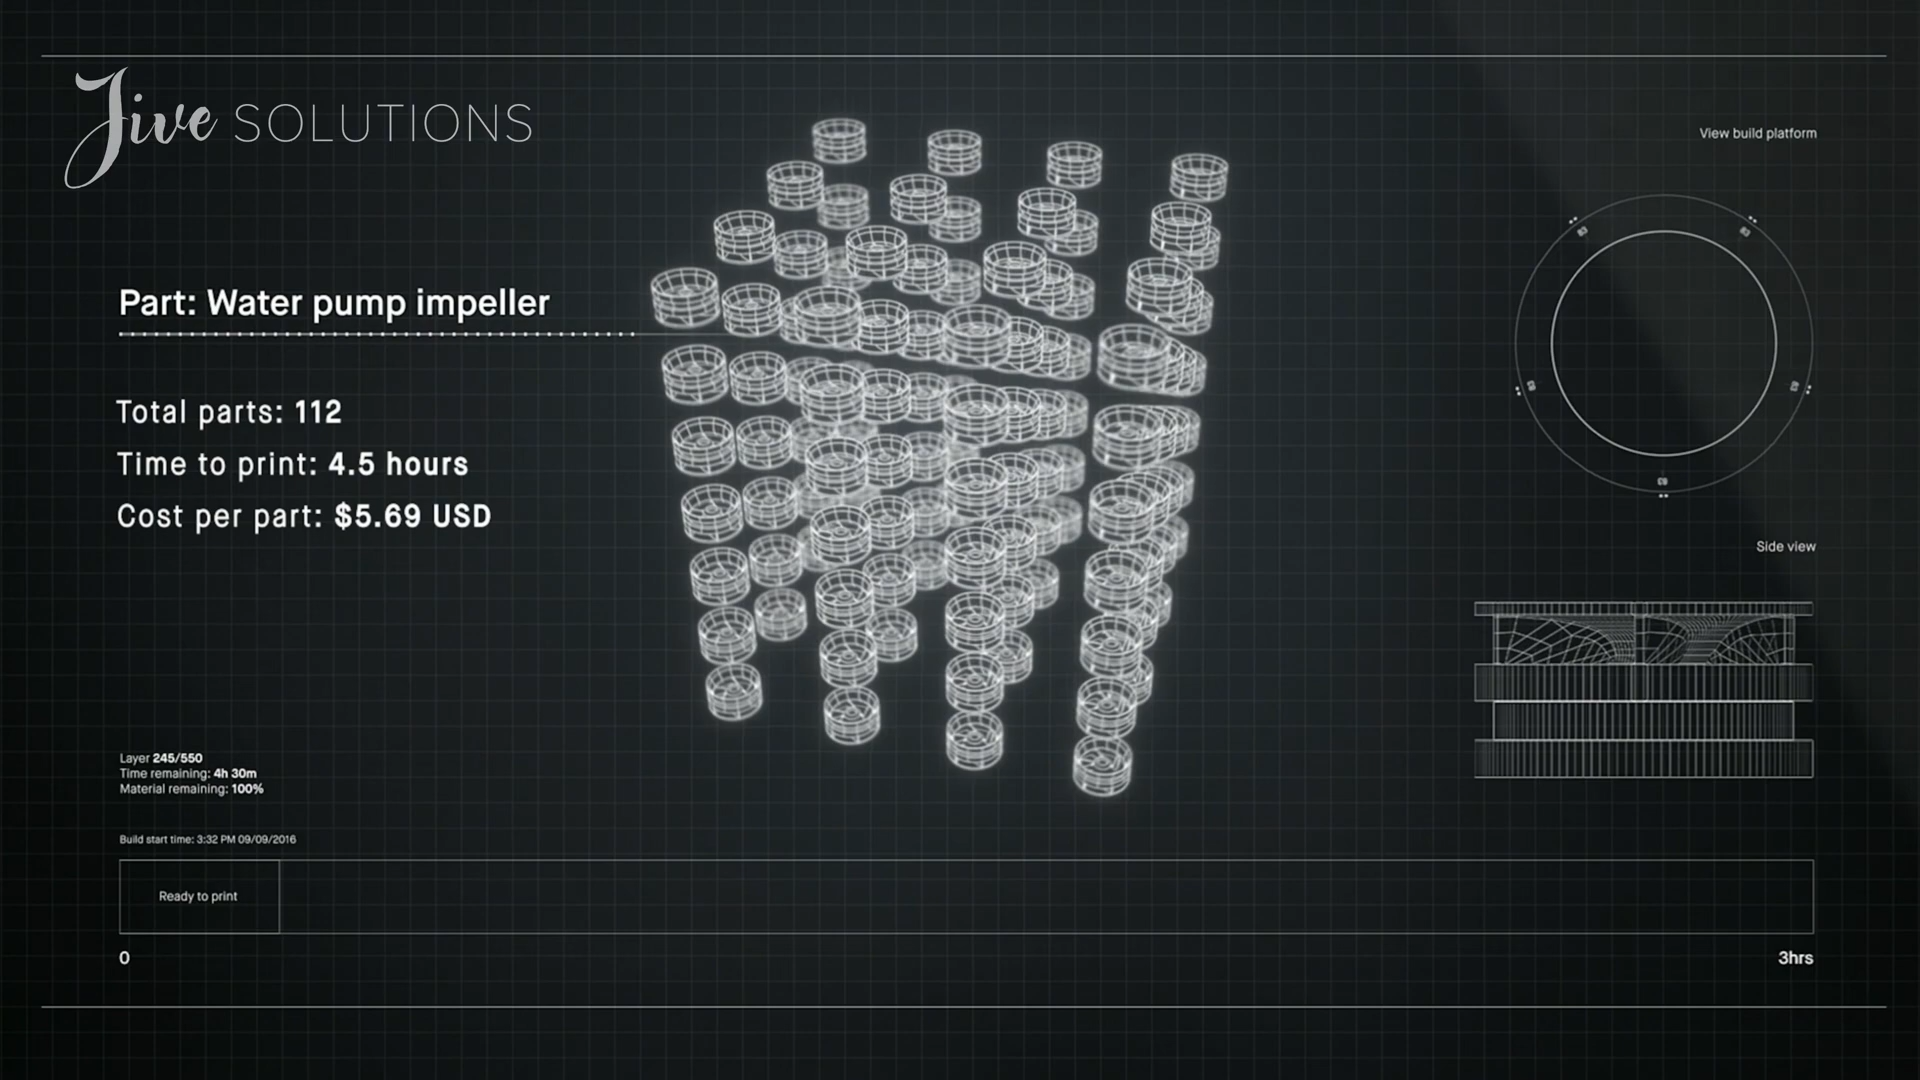 Jive SOLUTIONS
View build platform
Part: Water pump impeller
Total parts: 112
Time to print: 4.5 hours
Cost per part: $5.69 USD
Side view
Layer 245/550
Time remaining: 4h 30m
Material remaining: 100%
Build start time: 3:32 PM 09/09/2016
Ready to print
0
3hrs